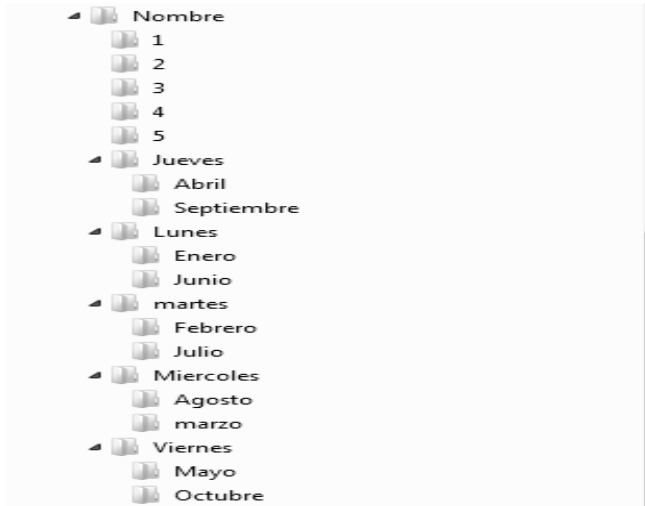 Nombre
1
2
3
4
5
Jueves
Abril
Septiembre
Lunes
Enero
Junio
martes
Febrero
Julio
Miercoles
Agosto
marzo
Viernes
Mayo
Octubre